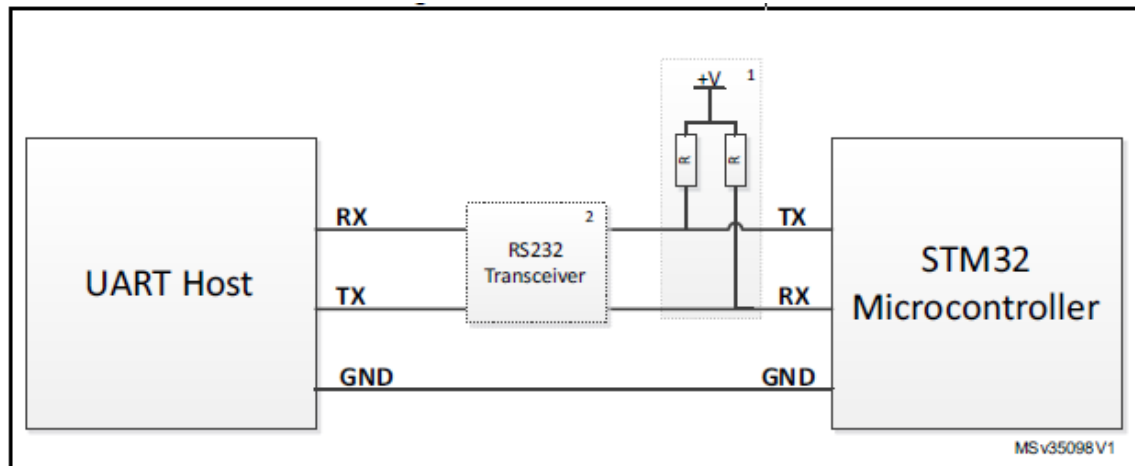 +V
1
R
R
RX
2
TX
UART Host
RS232
Transceiver
STM32
Microcontroller
TX
RX
GND
GND
MSv35098V1